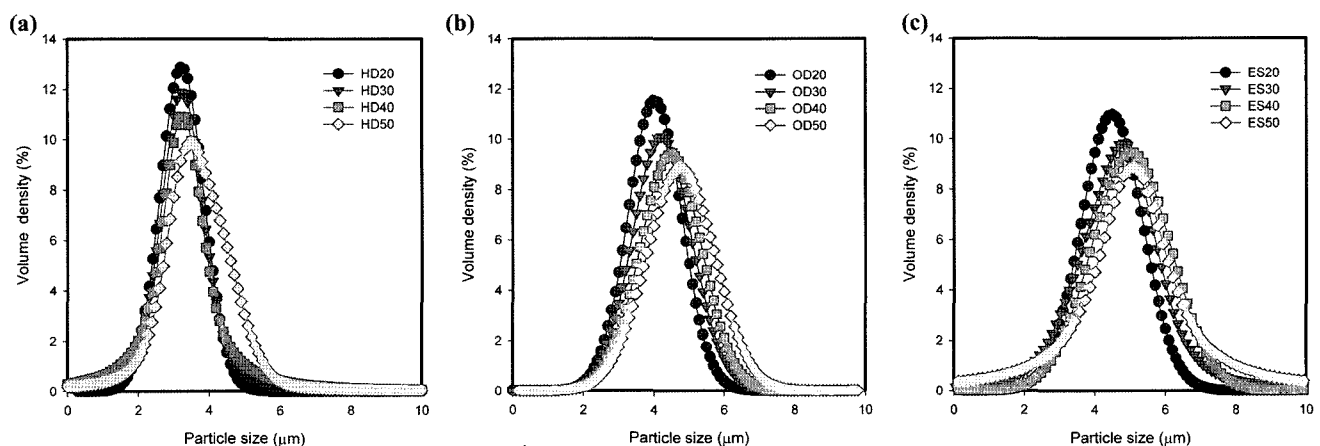 (a)
14
12
10
8
6
4
2
0
Volume density (%)
HD20
HD30
HD40
HD50
0 2 4 6 8 10
Particle size (μm)
(b)
14
12
10
8
6
4
2
0
Volume density (%)
OD20
OD30
OD40
OD50
0 2 4 6 8 10
Particle size (μm)
(c)
14
12
10
8
6
4
2
0
Volume density (%)
ES20
ES30
ES40
ES50
0 2 4 6 8 10
Particle size (μm)